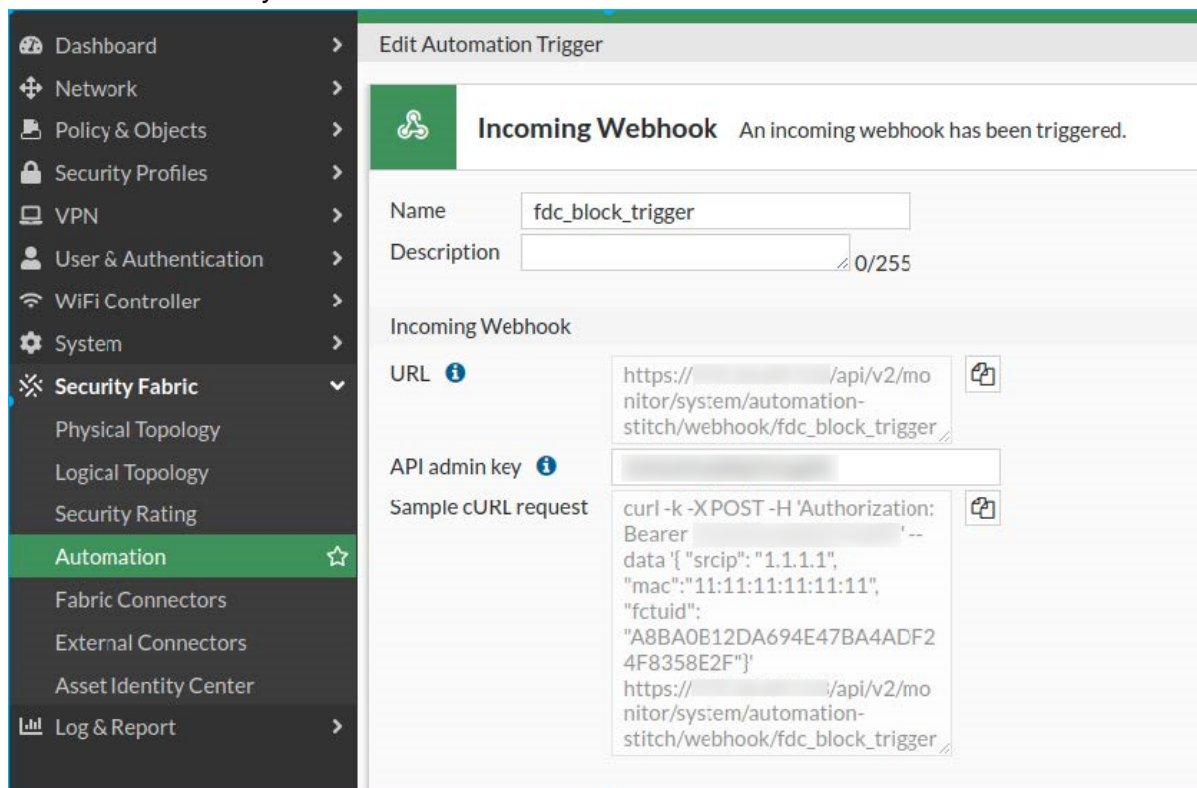 Dashboard
Network
Policy & Objects
Security Profiles
VPN
User & Authentication
WiFi Controller
System
Security Fabric
Physical Topology
Logical Topology
Security Rating
Automation
Fabric Connectors
External Connectors
Asset Identity Center
Log & Report
Edit Automation Trigger
Incoming Webhook An incoming webhook has been triggered.
Name fdc_block_trigger
Description 0/255
Incoming Webhook
URL
https:// /api/v2/mo
nitor/system/automation-
stitch/webhook/fdc_block_trigger
API admin key
Sample cURL request
curl -k -X POST -H 'Authorization:
Bearer ' --
data '{ "srcip": "1.1.1.1",
"mac":"11:11:11:11:11:11",
"fctuid":
"A8BA0B12DA694E47BA4ADF2
4F8358E2F"}'
https:// /api/v2/mo
nitor/system/automation-
stitch/webhook/fdc_block_trigger